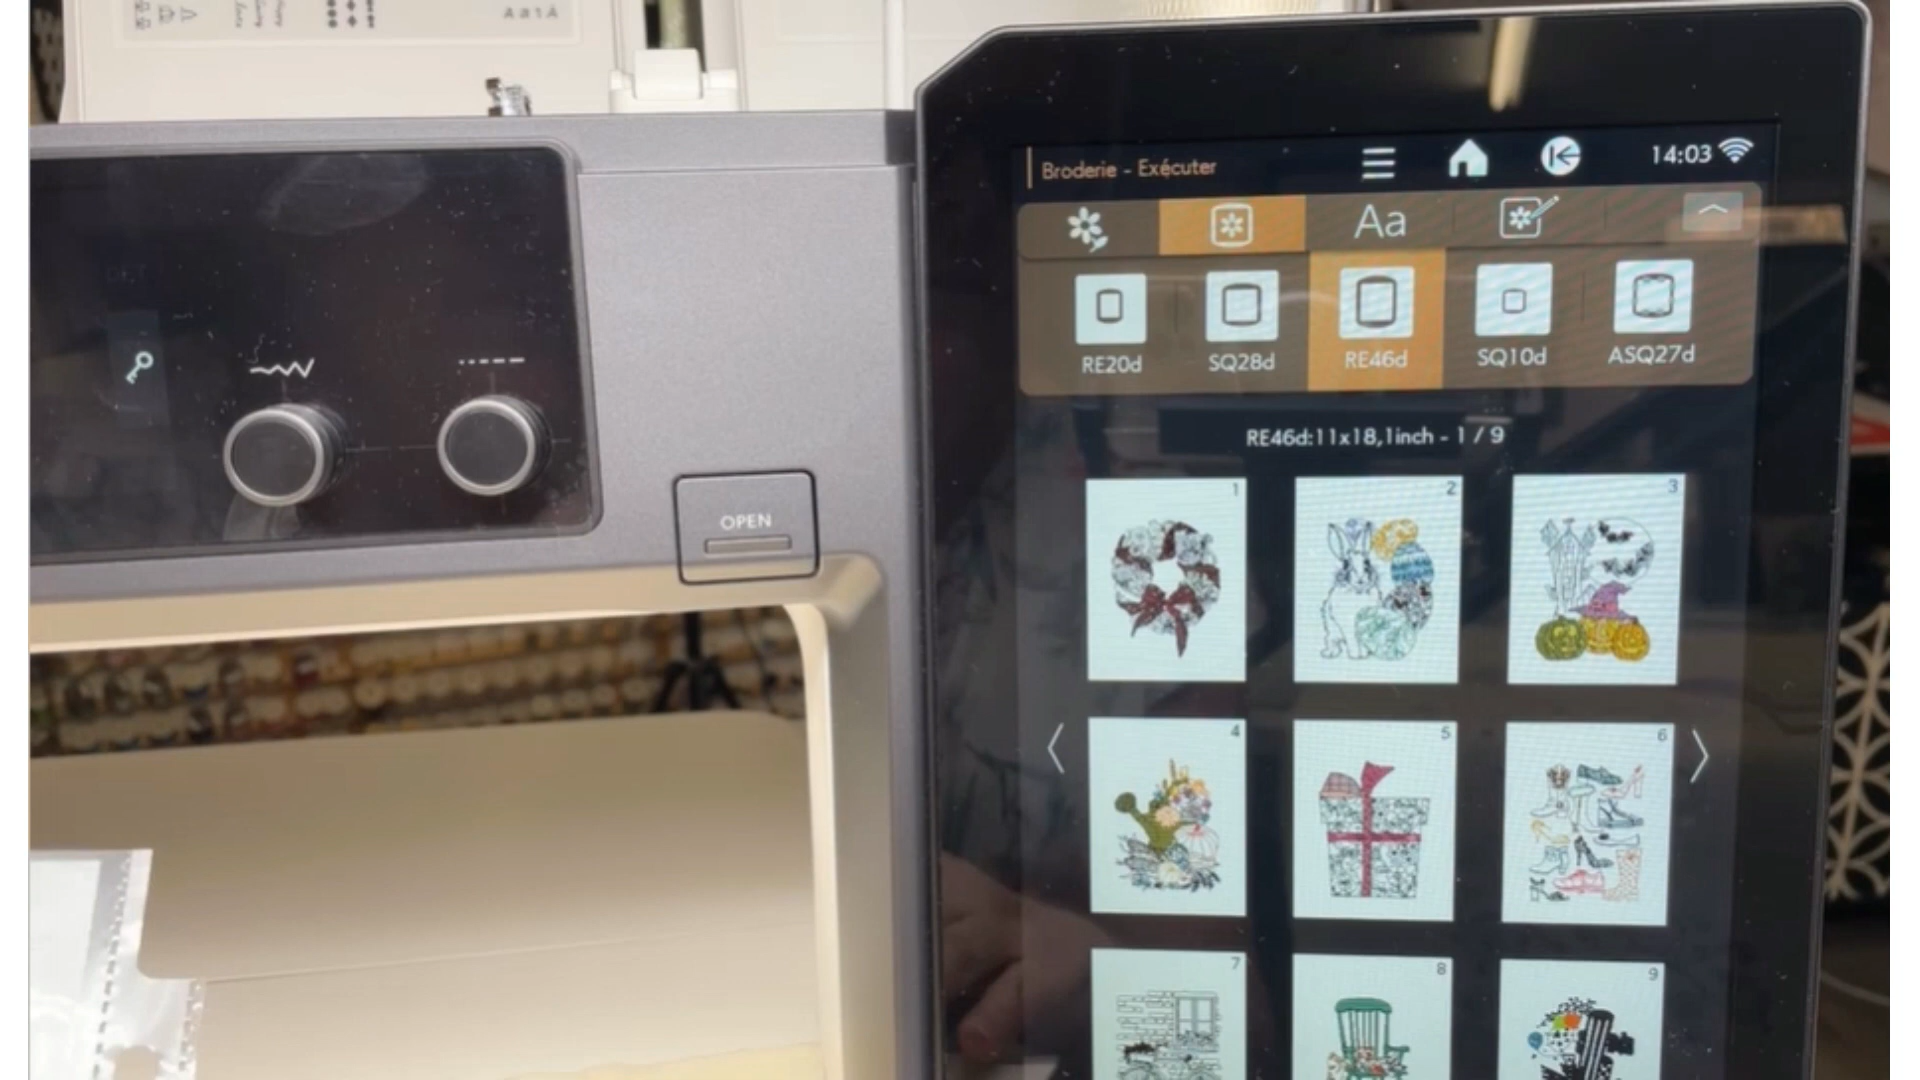 Aa1A
OPEN
Broderie - Exécuter
14:03
Aa
RE20d
SQ28d
RE46d
SQ10d
ASQ27d
RE46d:11x18,1inch - 1 / 9
1
2
3
4
5
6
7
8
9